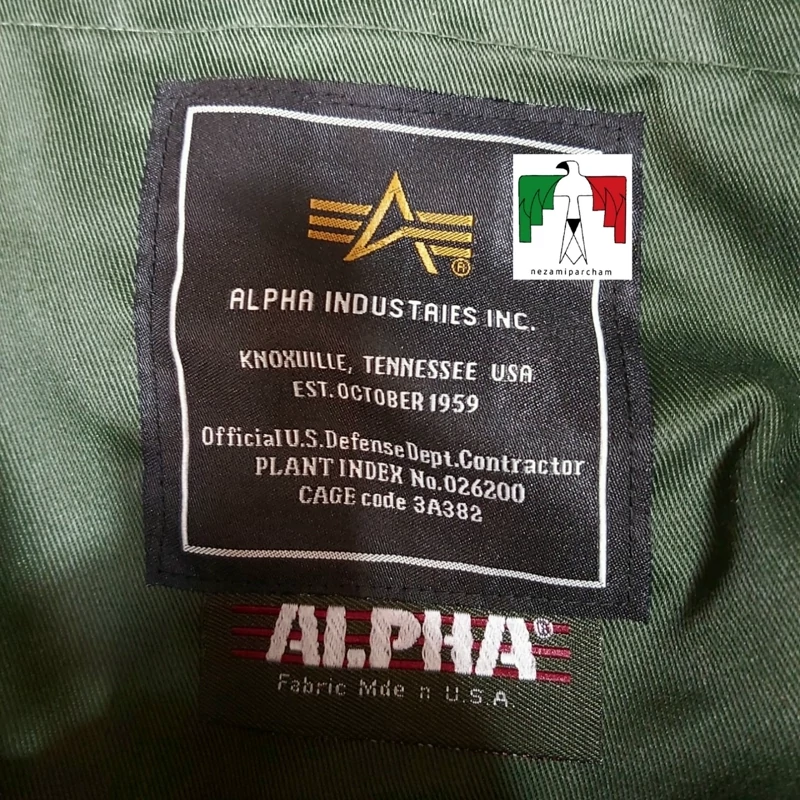 nezamiparcham
ALPHA INDUSTAIES INC.
KNOXUILLE, TENNESSEE USA
EST. OCTOBER 1959
Official U.S. Defense Dept. Contractor
PLANT INDEX No.026200
CAGE code 3A382
ALPHA®
Fabric Mde n U.S.A